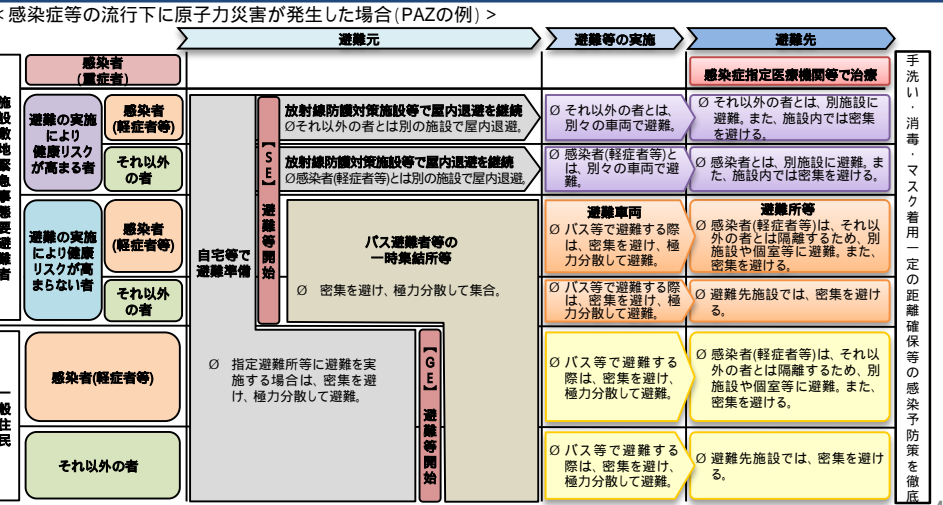 <感染症等の流行下に原子力災害が発生した場合(PAZの例)>
避難元
避難等の実施
避難先
感染者
(重症者)
感染症指定医療機関等で治療
施設敷地緊急事態要避難者
避難の実施
により
健康リスク
が高まる者
感染者
(軽症者等)
それ以外
の者
自宅等で
避難準備
【SE】避難等開始
放射線防護対策施設等で屋内退避を継続
Øそれ以外の者とは別の施設で屋内退避。
放射線防護対策施設等で屋内退避を継続
Ø感染者(軽症者等)とは別の施設で屋内退避。
Ø それ以外の者とは、
別々の車両で避難。
Ø それ以外の者とは、別施設に
避難。また、施設内では密集
を避ける。
Ø 感染者(軽症者等)と
は、別々の車両で避
難。
Ø 感染者とは、別施設に避難。ま
た、施設内では密集を避ける。
避難の実施
により健康
リスクが高
まらない者
感染者
(軽症者等)
それ以外
の者
バス避難者等の
一時集結所等
Ø 密集を避け、極力分散して集合。
避難車両
Ø バス等で避難する際
は、密集を避け、極
力分散して避難。
避難所等
Ø 感染者(軽症者等)は、それ以
外の者とは隔離するため、別
施設や個室等に避難。また、
密集を避ける。
Ø バス等で避難する際
は、密集を避け、極
力分散して避難。
Ø 避難先施設では、密集を避け
る。
一般住民
感染者(軽症者等)
それ以外の者
Ø 指定避難所等に避難を実
施する場合は、密集を避
け、極力分散して避難。
【GE】避難等開始
Ø バス等で避難する
際は、密集を避け、
極力分散して避難。
Ø 感染者(軽症者等)は、それ以
外の者とは隔離するため、別
施設や個室等に避難。また、
密集を避ける。
Ø バス等で避難する
際は、密集を避け、
極力分散して避難。
Ø 避難先施設では、密集を避け
る。
手洗い・消毒・マスク着用一定の距離確保等の感染予防策を徹底